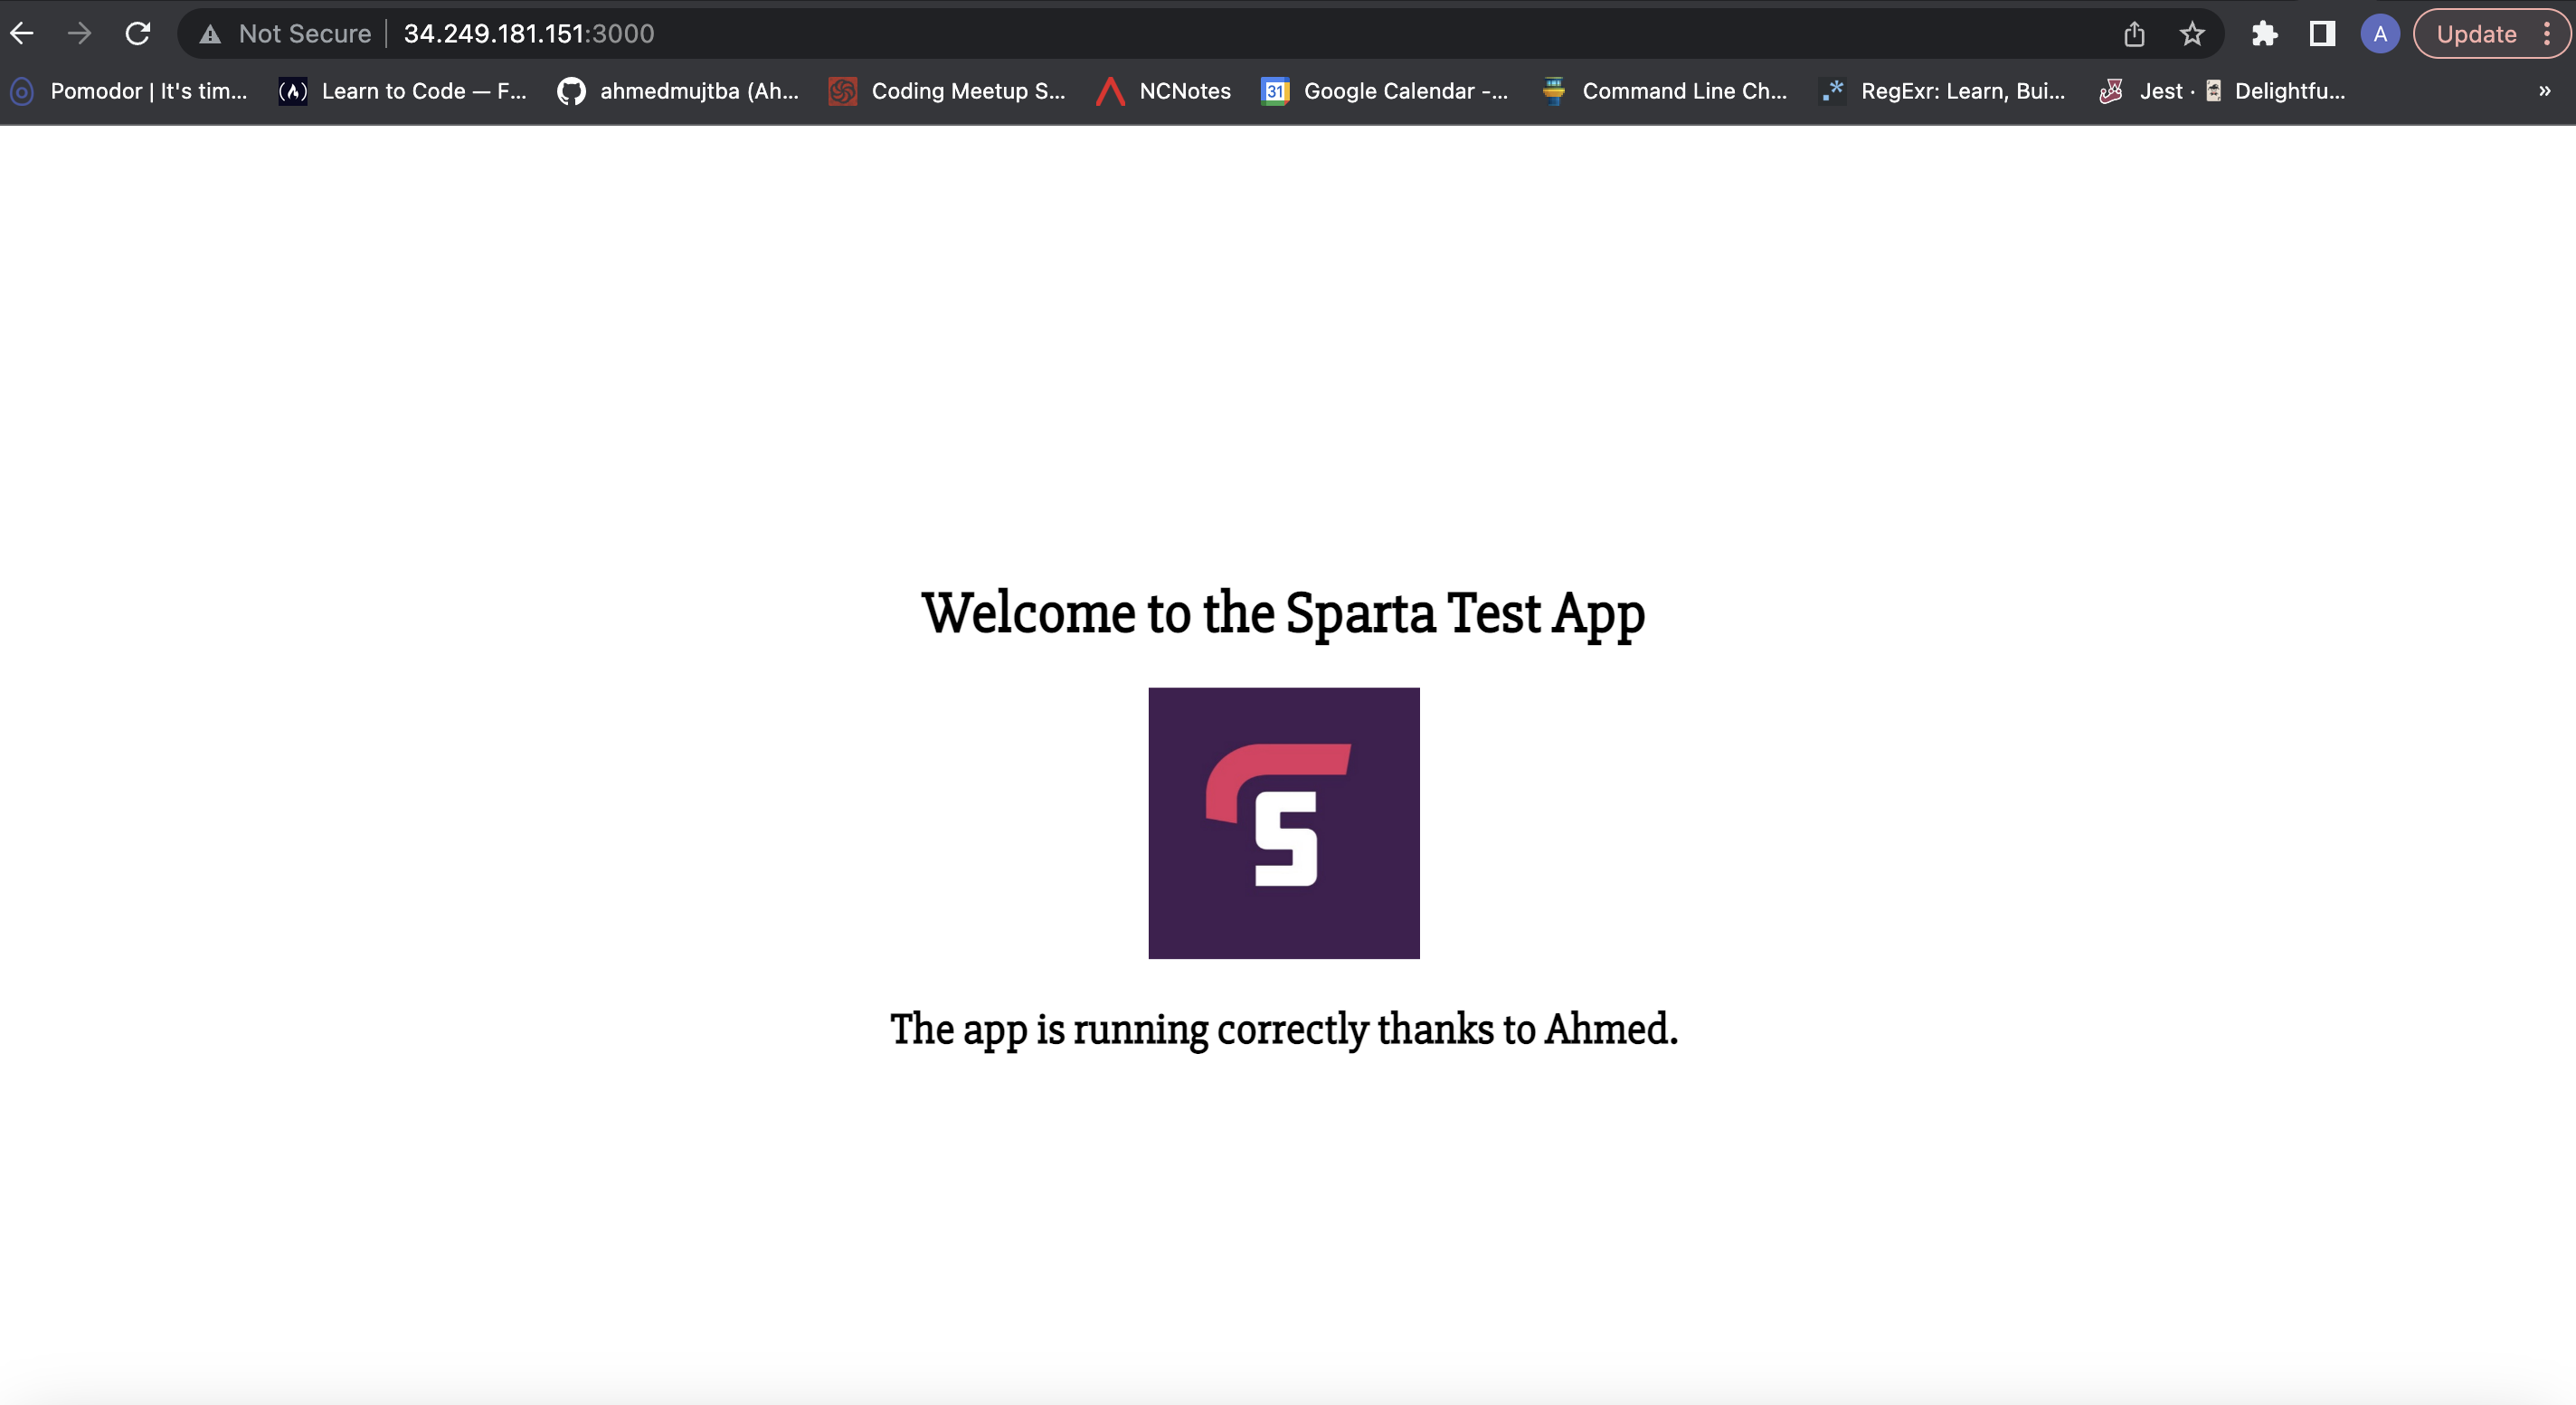 Not Secure | 34.249.181.151:3000 A Update
Pomodor | It's tim... (A) Learn to Code — F... ahmedmujtba (Ah... Coding Meetup S... NCNotes 31 Google Calendar -... Command Line Ch... .* RegExr: Learn, Bui... Jest · Delightfu... »
Welcome to the Sparta Test App
S
The app is running correctly thanks to Ahmed.